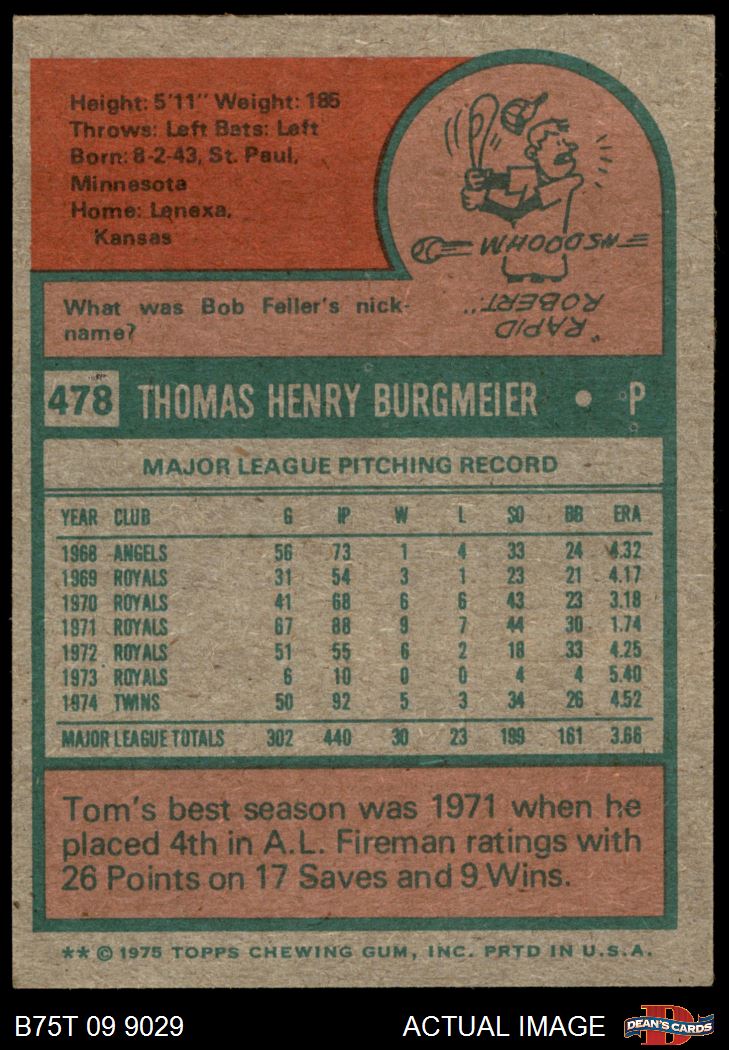 Height: 5'11" Weight: 185
Throws: Left Bats: Left
Born: 8-2-43, St. Paul,
Minnesota
Home: Lenexa,
Kansas
WHOOOSH
"RAPID
ROBERT"..
What was Bob Feller's nick-
name?
478 THOMAS HENRY BURGMEIER • P
MAJOR LEAGUE PITCHING RECORD
YEAR CLUB G IP W L SO BB ERA
1968 ANGELS 56 73 1 4 33 24 4.32
1969 ROYALS 31 54 3 1 23 21 4.17
1970 ROYALS 41 68 6 6 43 23 3.18
1971 ROYALS 67 88 9 7 44 30 1.74
1972 ROYALS 51 55 6 2 18 33 4.25
1973 ROYALS 6 10 0 0 4 4 5.40
1974 TWINS 50 92 5 3 34 26 4.52
MAJOR LEAGUE TOTALS 302 440 30 23 199 161 3.66
Tom's best season was 1971 when he
placed 4th in A.L. Fireman ratings with
26 Points on 17 Saves and 9 Wins.
** © 1975 TOPPS CHEWING GUM, INC. PRTD IN U.S.A.
B75T 09 9029 ACTUAL IMAGE DEAN'S CARDS